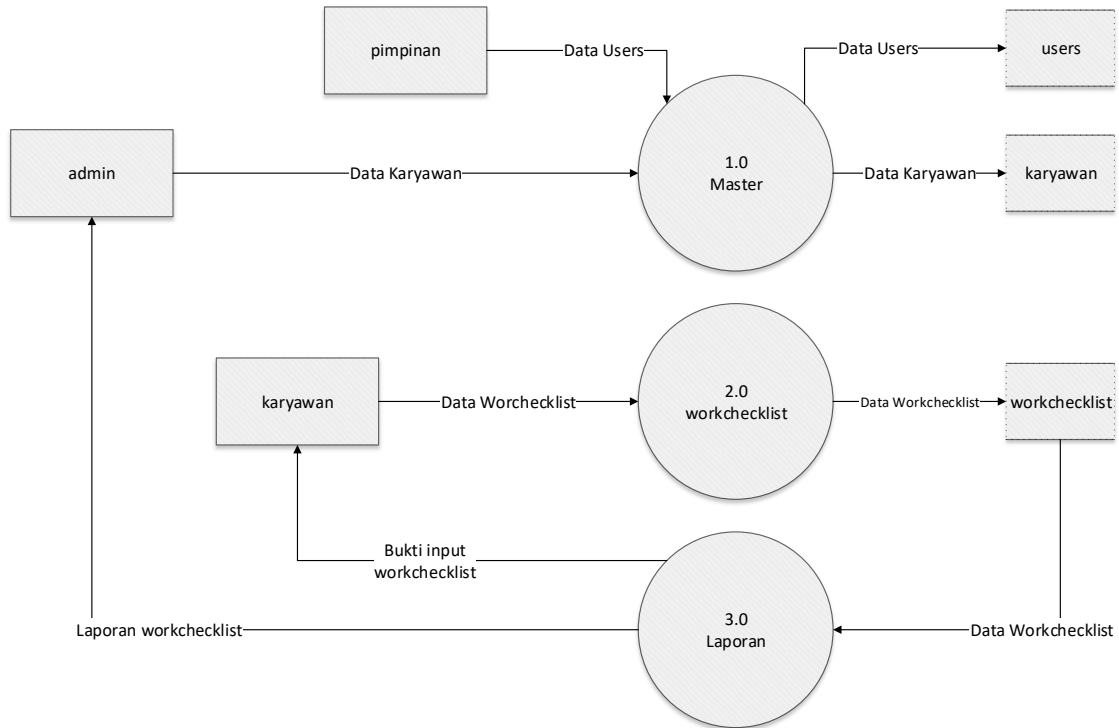 pimpinan
Data Users
Data Users
users
admin
Data Karyawan
1.0
Master
Data Karyawan
karyawan
karyawan
Data Worchecklist
2.0
workchecklist
Data Workchecklist
workchecklist
Bukti input
workchecklist
Laporan workchecklist
3.0
Laporan
Data Workchecklist